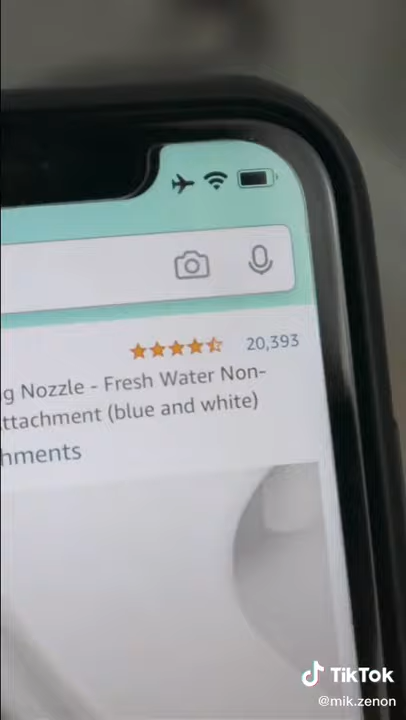 20,393
g Nozzle - Fresh Water Non-
ttachment (blue and white)
hments
TikTok
@mik.zenon